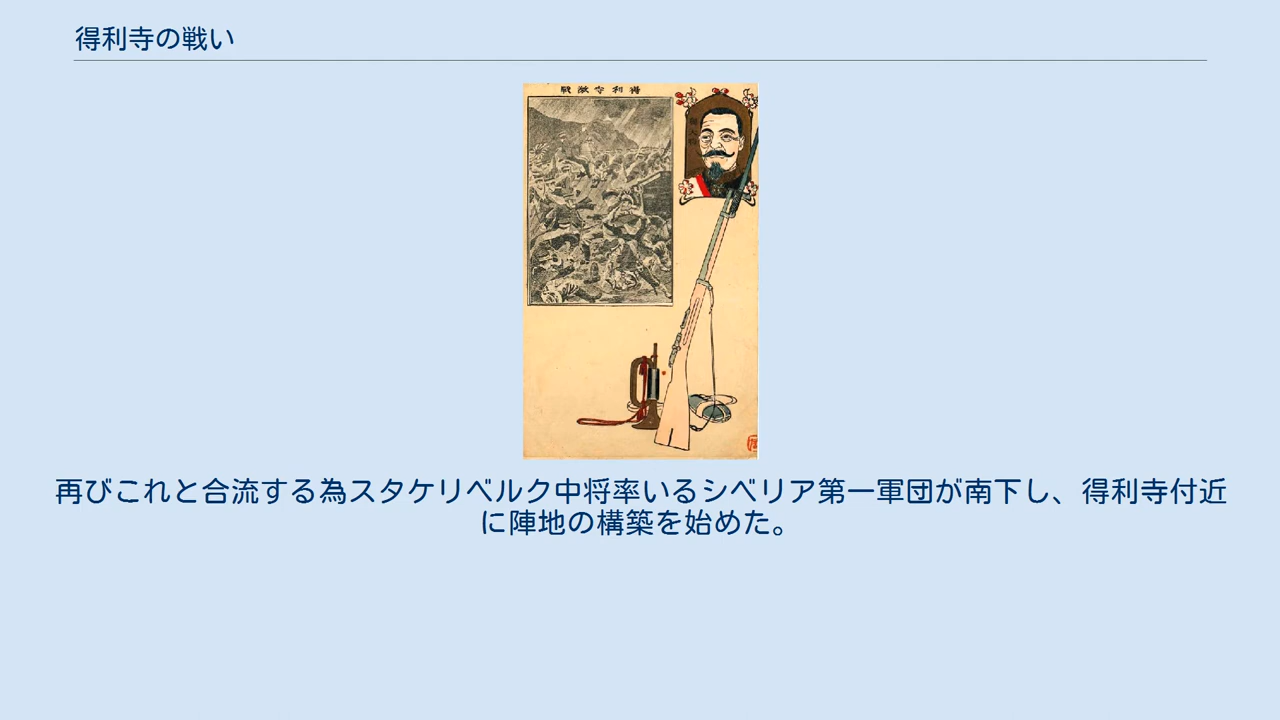 得利寺の戦い
戰激寺利得
再びこれと合流する為スタケリベルク中将率いるシベリア第一軍団が南下し、得利寺付近
に陣地の構築を始めた。